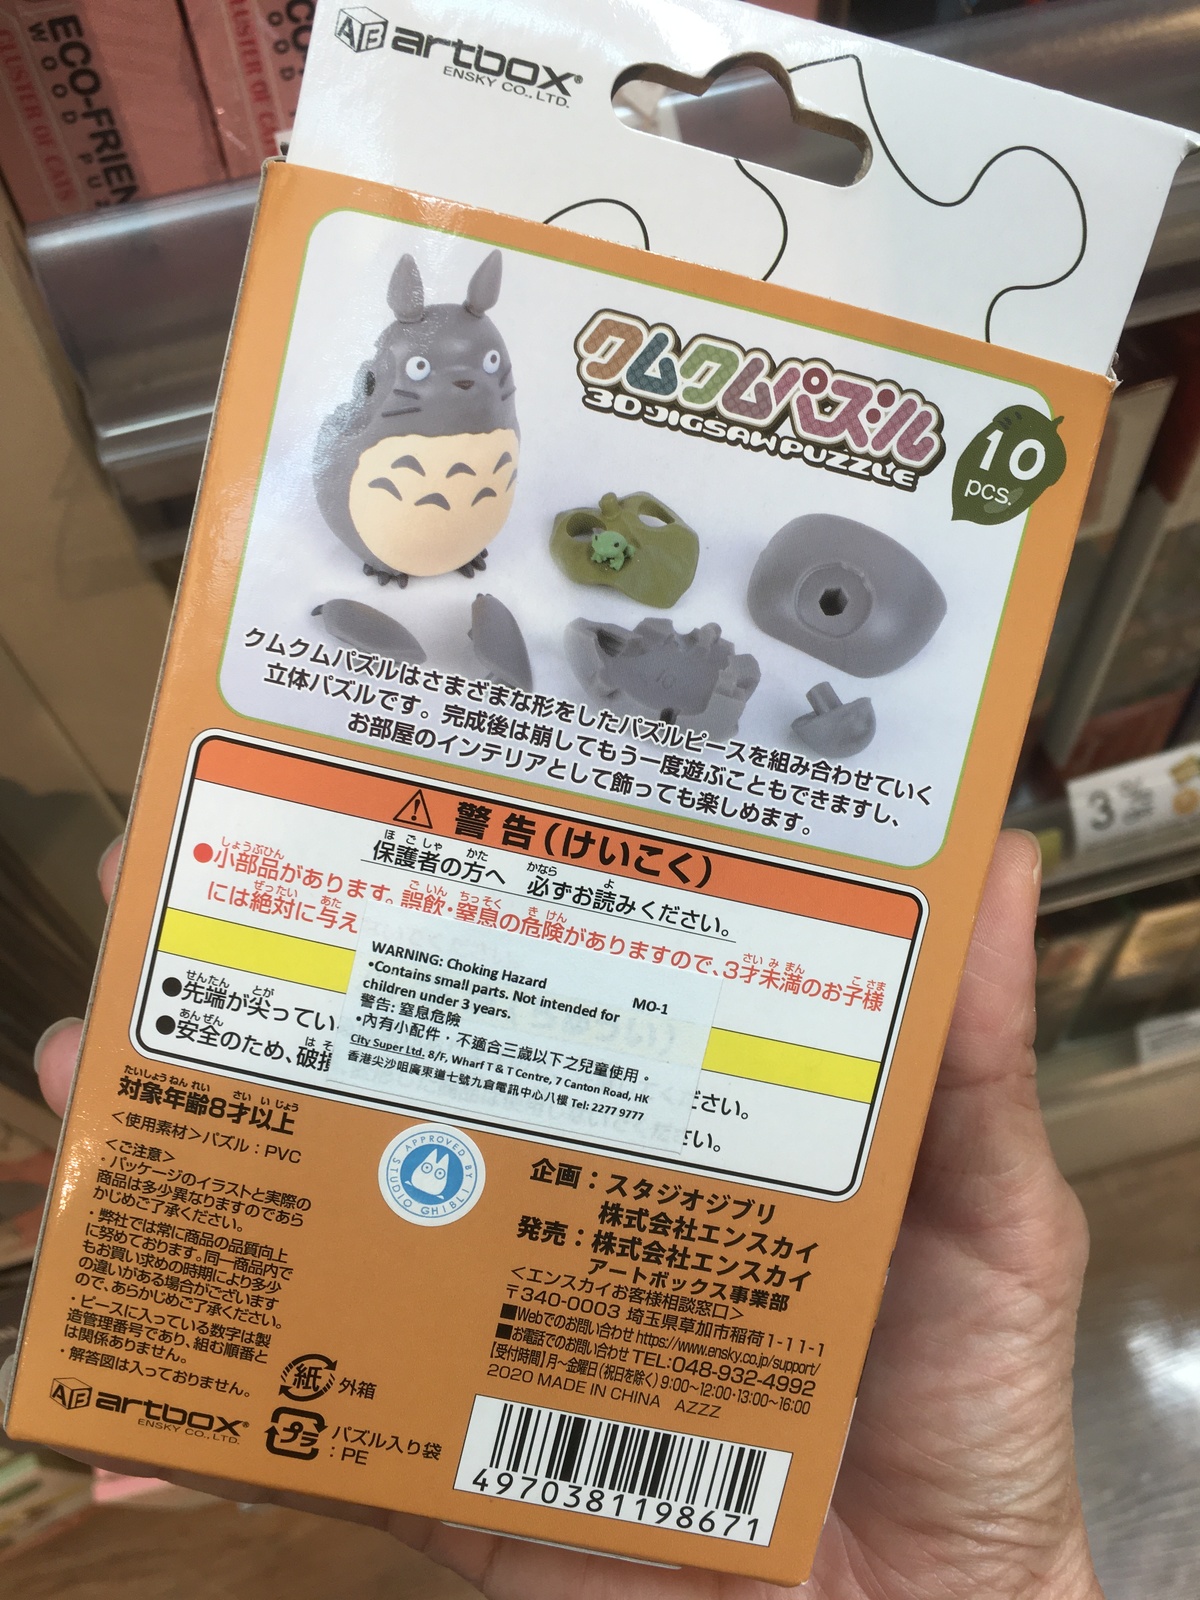 ECO-FRIEN
WOOD PUZ
CLUSTER OF CATS
AB artbox®
ENSKY CO., LTD.
クムクムパズル
3D JIGSAW PUZZLE
10
pcs.
クムクムパズルはさまざまな形をしたパズルピースを組み合わせていく
立体パズルです。完成後は崩してもう一度遊ぶこともできますし、
お部屋のインテリアとして飾っても楽しめます。
⚠ 警告(けいこく)
保護者の方へ 必ずお読みください。
●小部品があります。誤飲・窒息の危険がありますので、3才未満のお子様
には絶対に与え
●先端が尖ってい
ださい。
●安全のため、破損
さい。
WARNING: Choking Hazard
MO-1
•Contains small parts. Not intended for
children under 3 years.
警告: 窒息危險
•內有小配件，不適合三歲以下之兒童使用。
City Super Ltd. 8/F, Wharf T & T Centre, 7 Canton Road, HK
香港尖沙咀廣東道七號九倉電訊中心八樓 Tel: 2277 9777
対象年齢8才以上
＜使用素材＞パズル：PVC
＜ご注意＞
・パッケージのイラストと実際の
商品は多少異なりますのであら
かじめご了承ください。
・弊社では常に商品の品質向上
に努めております。同一商品内で
もお買い求めの時期により多少
の違いがある場合がございます
ので、あらかじめご了承ください。
・ピースに入っている数字は製
造管理番号であり、組む順番と
は関係ありません。
・解答図は入っておりません。
APPROVED BY STUDIO GHIBLI
企画：スタジオジブリ
株式会社エンスカイ
発売：株式会社エンスカイ
アートボックス事業部
＜エンスカイお客様相談窓口＞
〒340-0003 埼玉県草加市稲荷1-11-1
■Webでのお問い合わせ https://www.ensky.co.jp/support/
■お電話でのお問い合わせ TEL:048-932-4992
【受付時間】月〜金曜日(祝日を除く)9:00〜12:00・13:00〜16:00
2020 MADE IN CHINA AZZZ
AB artbox®
ENSKY CO., LTD.
紙 外箱
プラ パズル入り袋
：PE
4970381198671